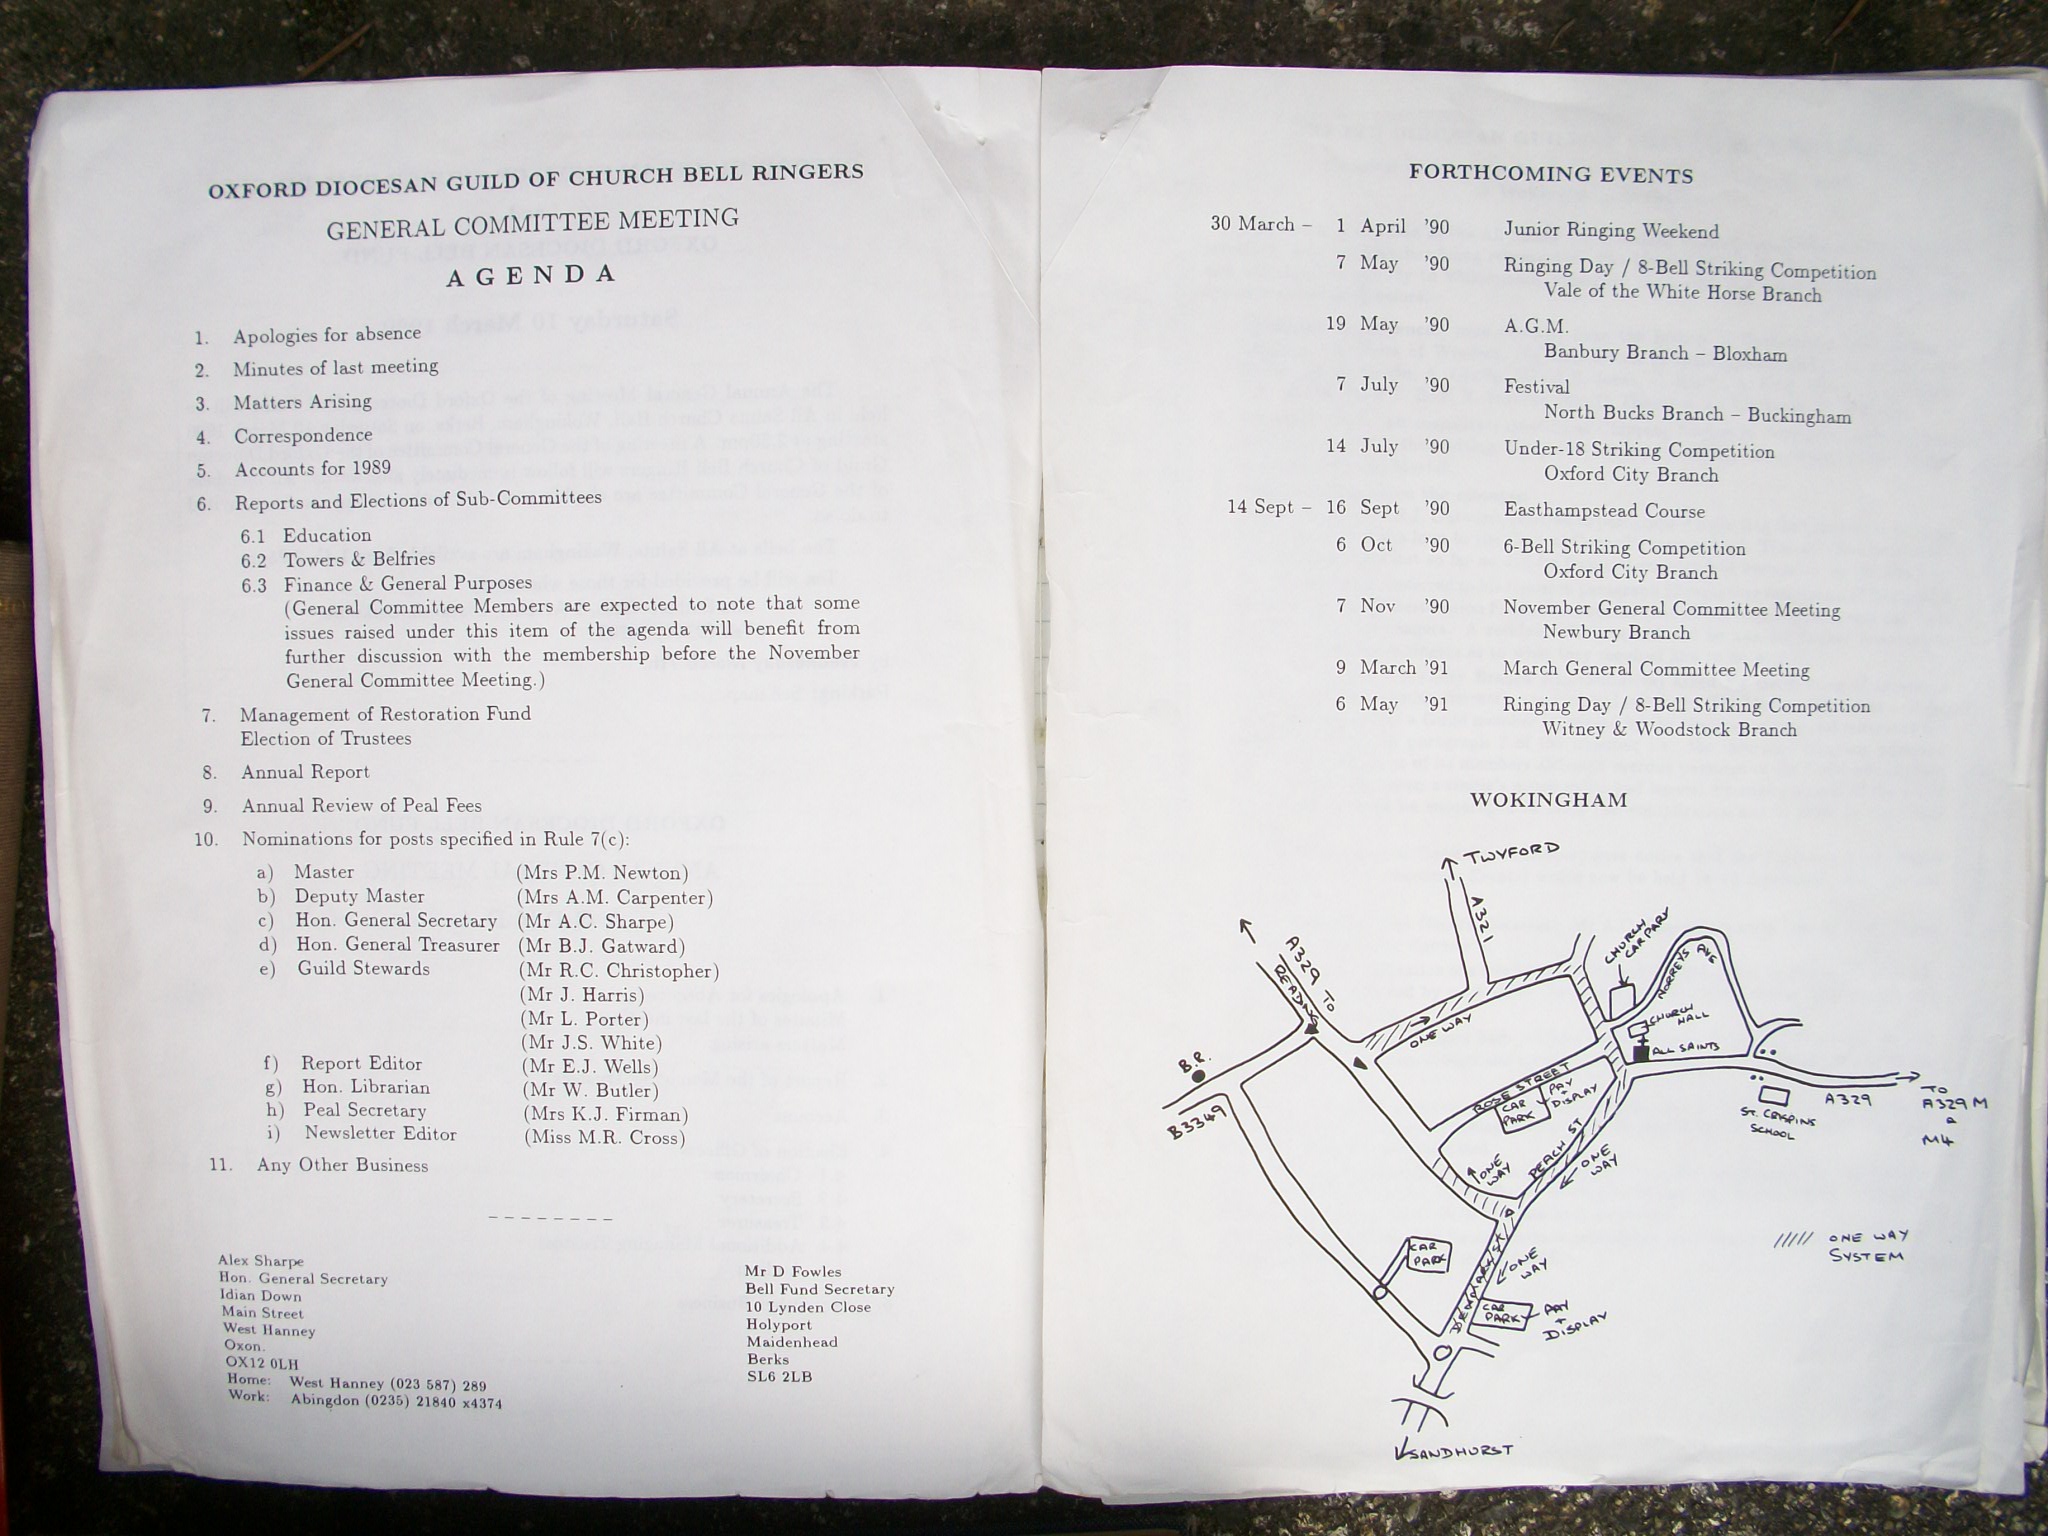 OXFORD DIOCESAN GUILD OF CHURCH BELL RINGERS
GENERAL COMMITTEE MEETING
AGENDA
1. Apologies for absence
2. Minutes of last meeting
3. Matters Arising
4. Correspondence
5. Accounts for 1989
6. Reports and Elections of Sub-Committees
6.1 Education
6.2 Towers & Belfries
6.3 Finance & General Purposes
(General Committee Members are expected to note that some
issues raised under this item of the agenda will benefit from
further discussion with the membership before the November
General Committee Meeting.)
7. Management of Restoration Fund
Election of Trustees
8. Annual Report
9. Annual Review of Peal Fees
10. Nominations for posts specified in Rule 7(c):
a) Master (Mrs P.M. Newton)
b) Deputy Master (Mrs A.M. Carpenter)
c) Hon. General Secretary (Mr A.C. Sharpe)
d) Hon. General Treasurer (Mr B.J. Gatward)
e) Guild Stewards (Mr R.C. Christopher)
(Mr J. Harris)
(Mr L. Porter)
(Mr J.S. White)
f) Report Editor (Mr E.J. Wells)
g) Hon. Librarian (Mr W. Butler)
h) Peal Secretary (Mrs K.J. Firman)
i) Newsletter Editor (Miss M.R. Cross)
11. Any Other Business
--------
Alex Sharpe
Hon. General Secretary
Idian Down
Main Street
West Hanney
Oxon.
OX12 0LH
Home: West Hanney (023 587) 289
Work: Abingdon (0235) 21840 x4374
Mr D Fowles
Bell Fund Secretary
10 Lynden Close
Holyport
Maidenhead
Berks
SL6 2LB
FORTHCOMING EVENTS
30 March – 1 April '90 Junior Ringing Weekend
7 May '90 Ringing Day / 8-Bell Striking Competition
Vale of the White Horse Branch
19 May '90 A.G.M.
Banbury Branch – Bloxham
7 July '90 Festival
North Bucks Branch – Buckingham
14 July '90 Under-18 Striking Competition
Oxford City Branch
14 Sept – 16 Sept '90 Easthampstead Course
6 Oct '90 6-Bell Striking Competition
Oxford City Branch
7 Nov '90 November General Committee Meeting
Newbury Branch
9 March '91 March General Committee Meeting
6 May '91 Ringing Day / 8-Bell Striking Competition
Witney & Woodstock Branch
WOKINGHAM
TWYFORD
A321
A329 TO
READING
CHURCH
CAR PARK
NORREYS AVE
ONE WAY
CHURCH
HALL
ALL SAINTS
B.R.
B3349
ROSE STREET
CAR
PARK
PAY
+
DISPLAY
ST. CRISPINS
SCHOOL
A329
TO
A329 M
&
M4
PEACH ST
ONE
WAY
ONE
WAY
CAR
PARK
DENMARK ST
ONE
WAY
CAR
PARK
PAY
+
DISPLAY
ONE WAY
SYSTEM
SANDHURST